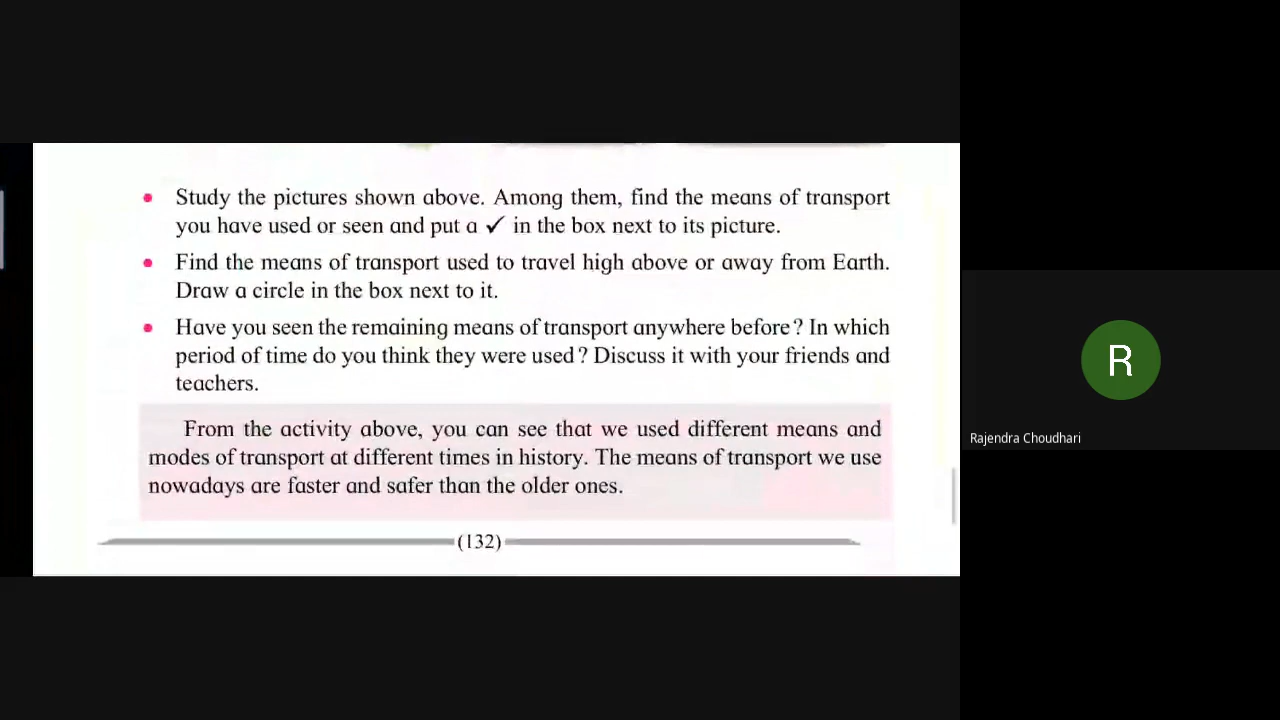 • Study the pictures shown above. Among them, find the means of transport
you have used or seen and put a ✓ in the box next to its picture.
• Find the means of transport used to travel high above or away from Earth.
Draw a circle in the box next to it.
• Have you seen the remaining means of transport anywhere before? In which
period of time do you think they were used? Discuss it with your friends and
teachers.
From the activity above, you can see that we used different means and
modes of transport at different times in history. The means of transport we use
nowadays are faster and safer than the older ones.
(132)
R
Rajendra Choudhari